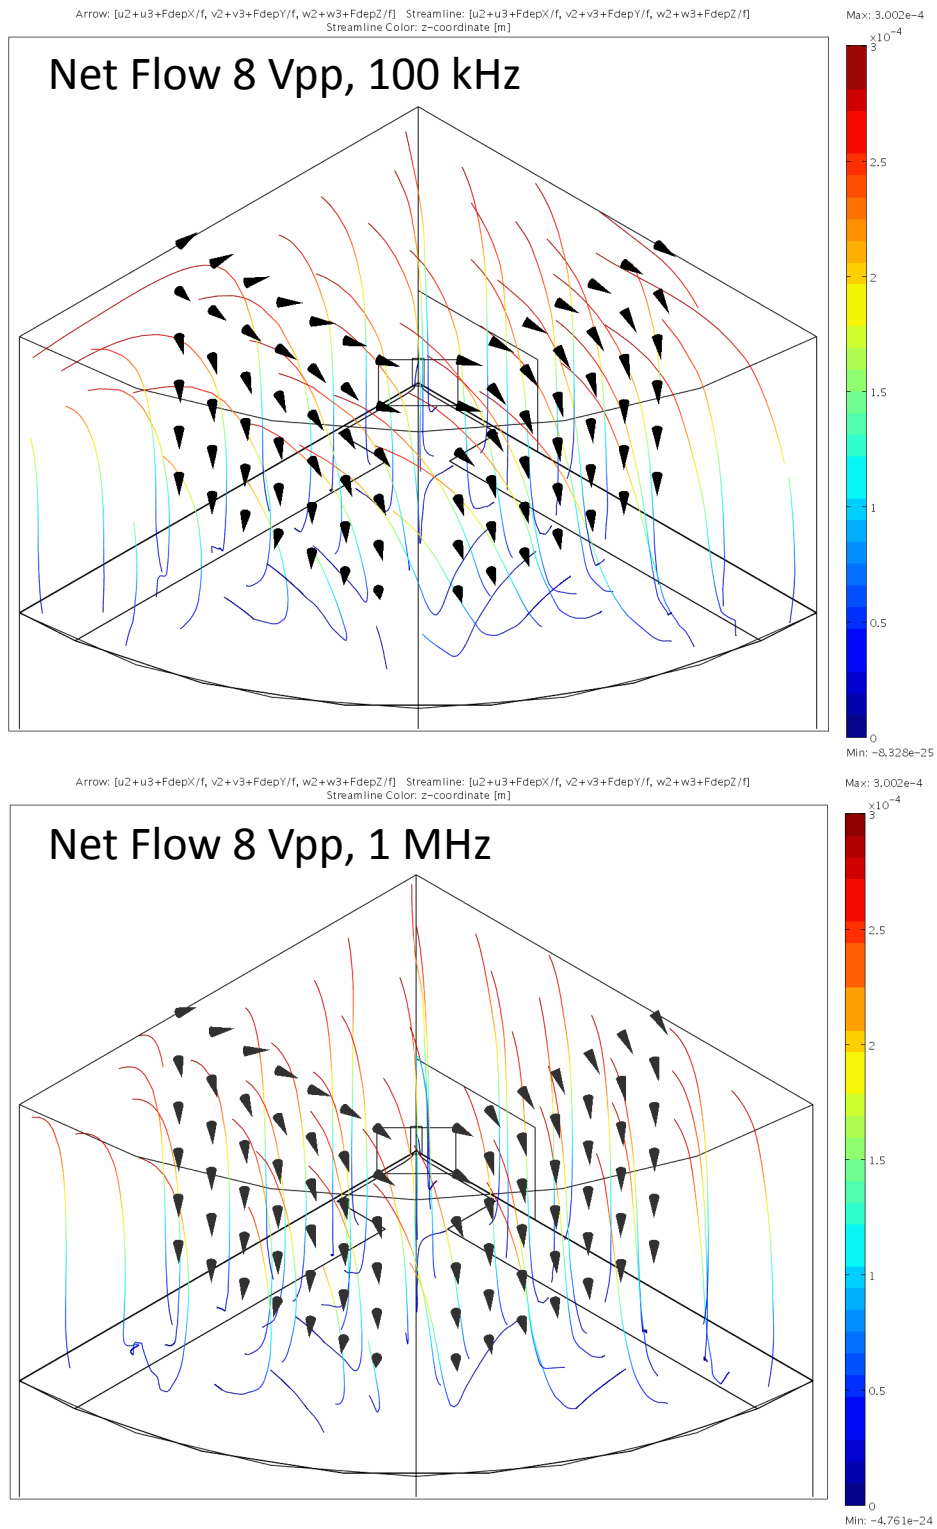 Arrow: [u2+u3+FdepX/f, v2+v3+FdepY/f, w2+w3+FdepZ/f] Streamline: [u2+u3+FdepX/f, v2+v3+FdepY/f, w2+w3+FdepZ/f]
Streamline Color: z-coordinate [m]
Max: 3.002e-4
x10⁻⁴
Net Flow 8 Vpp, 100 kHz
3
2.5
2
1.5
1
0.5
0
Min: -8.328e-25
Arrow: [u2+u3+FdepX/f, v2+v3+FdepY/f, w2+w3+FdepZ/f] Streamline: [u2+u3+FdepX/f, v2+v3+FdepY/f, w2+w3+FdepZ/f]
Streamline Color: z-coordinate [m]
Max: 3.002e-4
x10⁻⁴
Net Flow 8 Vpp, 1 MHz
3
2.5
2
1.5
1
0.5
0
Min: -4.761e-24